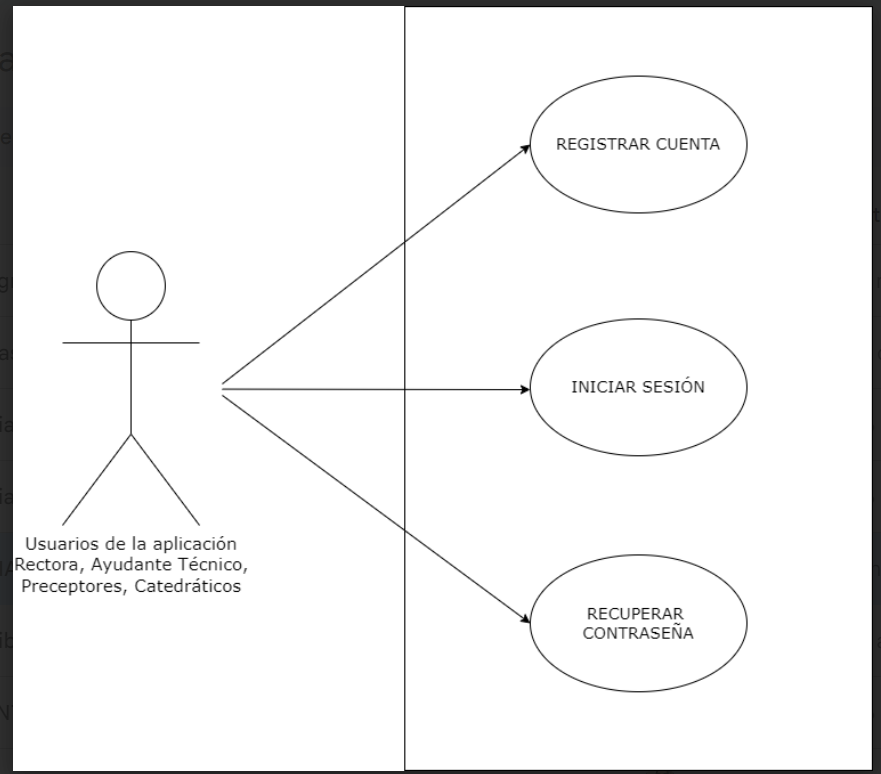 REGISTRAR CUENTA
INICIAR SESIÓN
Usuarios de la aplicación
Rectora, Ayudante Técnico,
Preceptores, Catedráticos
RECUPERAR
CONTRASEÑA